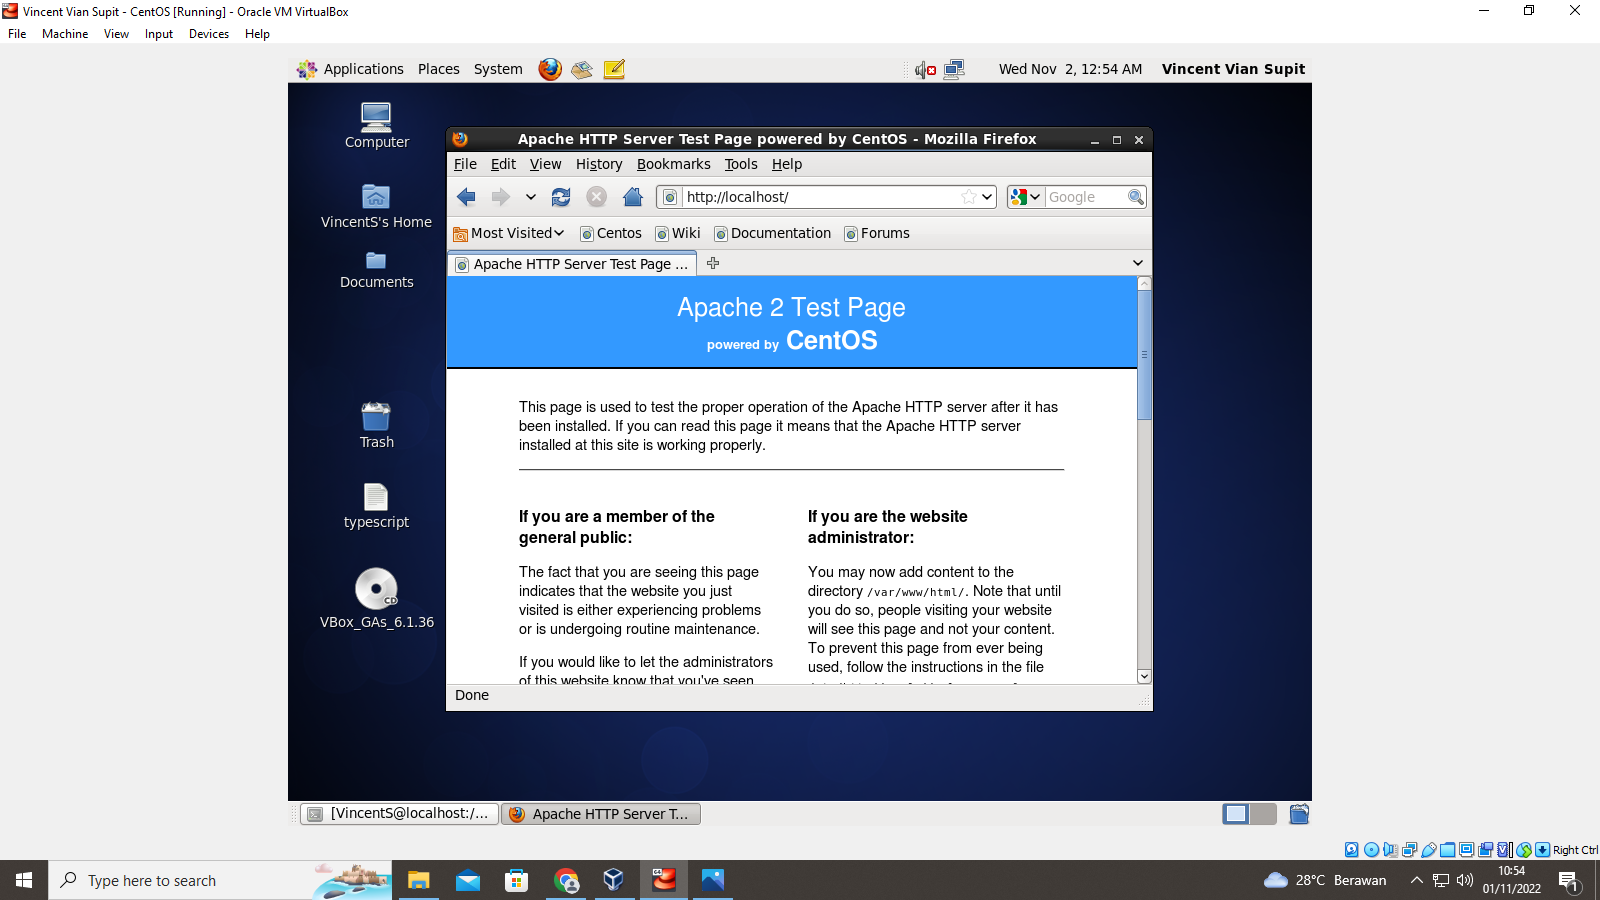 Vincent Vian Supit - CentOS [Running] - Oracle VM VirtualBox
File Machine View Input Devices Help
Applications Places System Wed Nov 2, 12:54 AM Vincent Vian Supit
Computer
VincentS's Home
Documents
Trash
typescript
CD
VBox_GAs_6.1.36
Apache HTTP Server Test Page powered by CentOS - Mozilla Firefox
File Edit View History Bookmarks Tools Help
http://localhost/ Google
Most Visited Centos Wiki Documentation Forums
Apache HTTP Server Test Page ...
Apache 2 Test Page
powered by CentOS
This page is used to test the proper operation of the Apache HTTP server after it has
been installed. If you can read this page it means that the Apache HTTP server
installed at this site is working properly.
If you are a member of the
general public:
The fact that you are seeing this page
indicates that the website you just
visited is either experiencing problems
or is undergoing routine maintenance.
If you would like to let the administrators
of this website know that you've seen
If you are the website
administrator:
You may now add content to the
directory /var/www/html/. Note that until
you do so, people visiting your website
will see this page and not your content.
To prevent this page from ever being
used, follow the instructions in the file
Done
[VincentS@localhost:/... Apache HTTP Server T...
Right Ctrl
Type here to search
28°C Berawan
10:54
01/11/2022
1